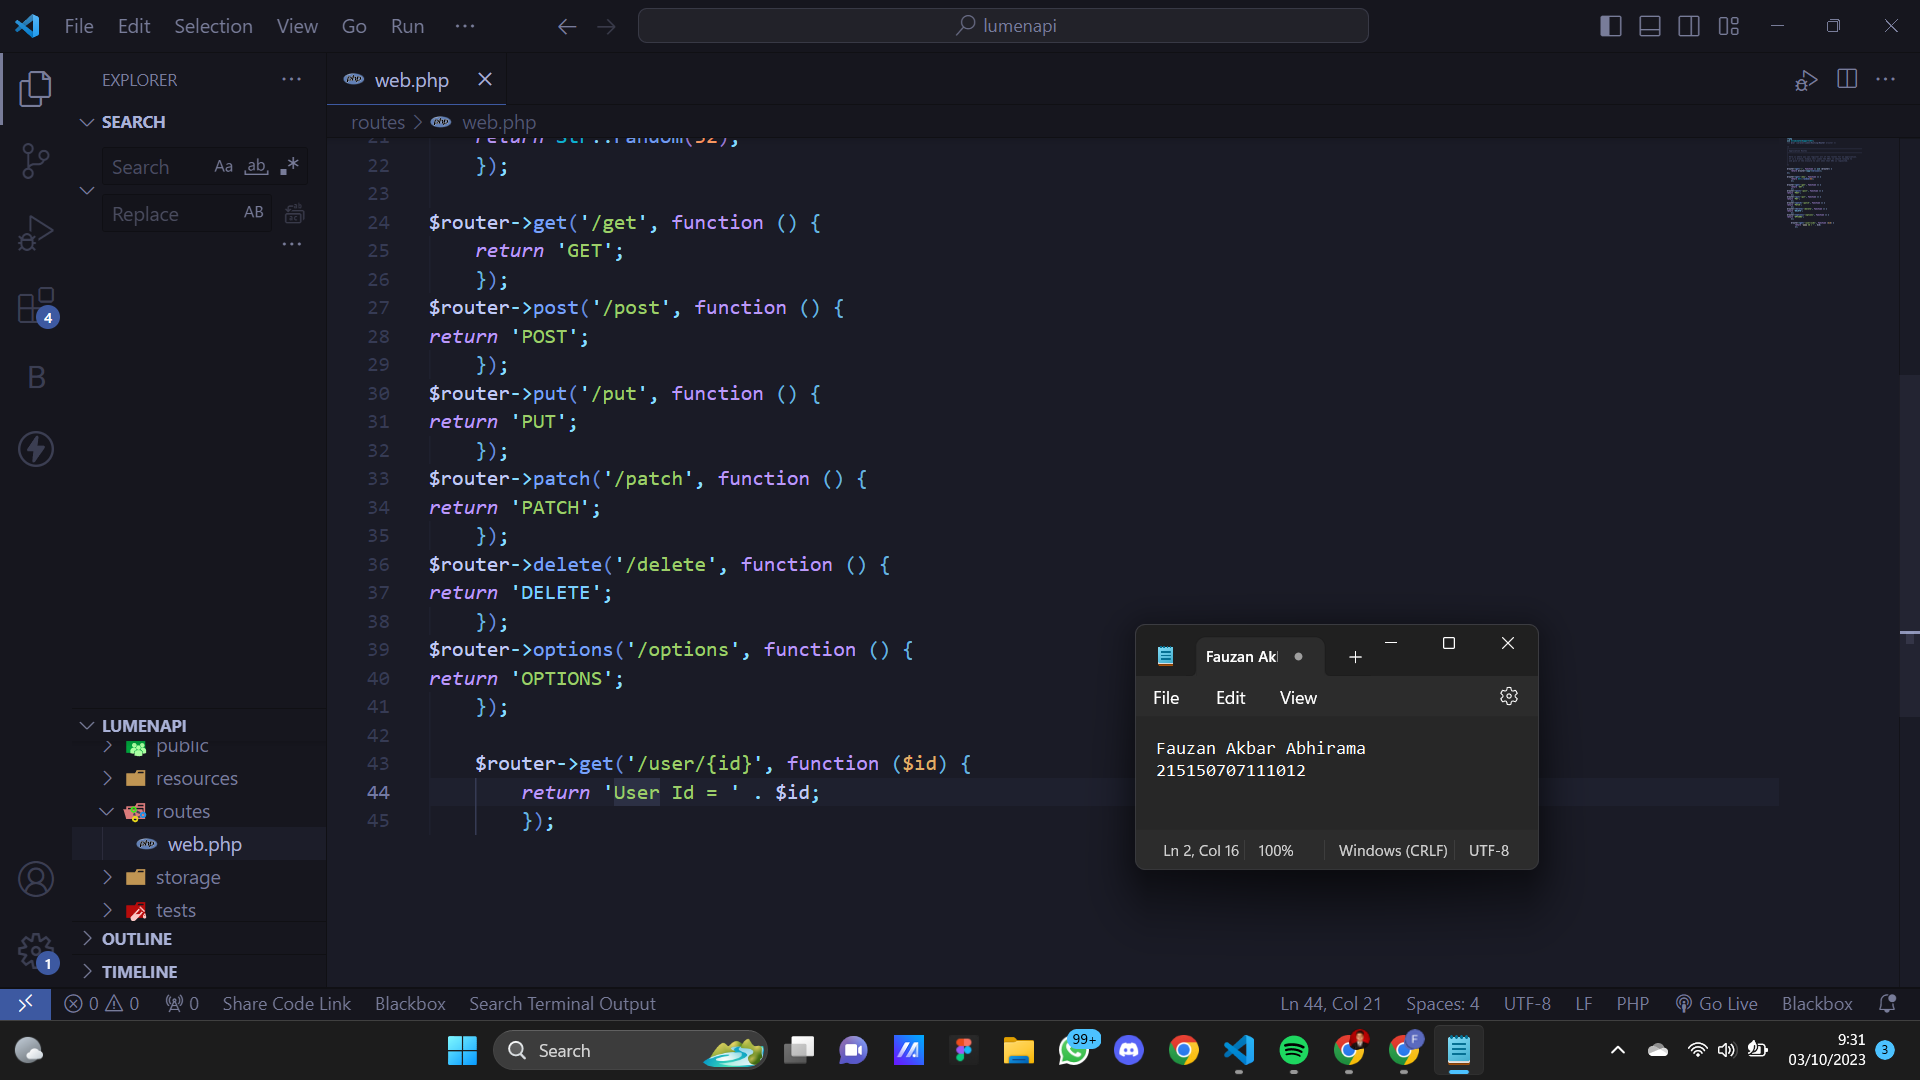 File Edit Selection View Go Run ···
lumenapi
EXPLORER
web.php
SEARCH
routes > web.php
Search Aa ab
Replace AB
21 return Str::random(32);
22 });
23
24 $router->get('/get', function () {
25 return 'GET';
26 });
27 $router->post('/post', function () {
28 return 'POST';
29 });
30 $router->put('/put', function () {
31 return 'PUT';
32 });
33 $router->patch('/patch', function () {
34 return 'PATCH';
35 });
36 $router->delete('/delete', function () {
37 return 'DELETE';
38 });
39 $router->options('/options', function () {
40 return 'OPTIONS';
41 });
42
43 $router->get('/user/{id}', function ($id) {
44 return 'User Id = ' . $id;
45 });
4
B
LUMENAPI
public
resources
routes
web.php
storage
tests
OUTLINE
TIMELINE
1
Fauzan Ak
File Edit View
Fauzan Akbar Abhirama
215150707111012
Ln 2, Col 16 100% Windows (CRLF) UTF-8
0 0 0 Share Code Link Blackbox Search Terminal Output Ln 44, Col 21 Spaces: 4 UTF-8 LF PHP Go Live Blackbox
Search 99+ F
9:31
03/10/2023 3